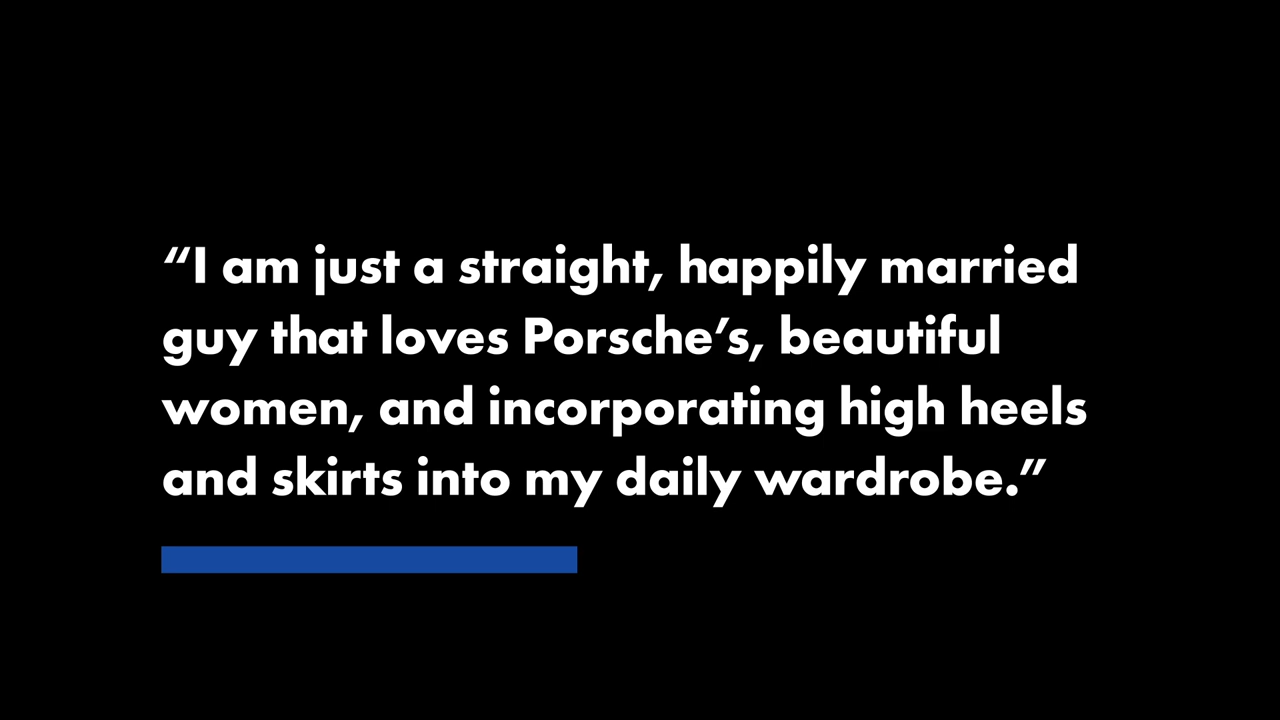 “I am just a straight, happily married
guy that loves Porsche’s, beautiful
women, and incorporating high heels
and skirts into my daily wardrobe.”